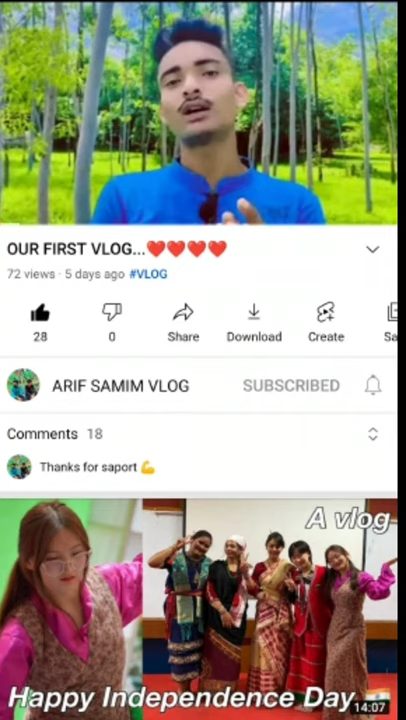 OUR FIRST VLOG...❤️❤️❤️❤️
72 views · 5 days ago #VLOG
28 0 Share Download Create Sa
ARIF SAMIM VLOG SUBSCRIBED
Comments 18
Thanks for saport 💪
A vlog
Happy Independence Day
14:07